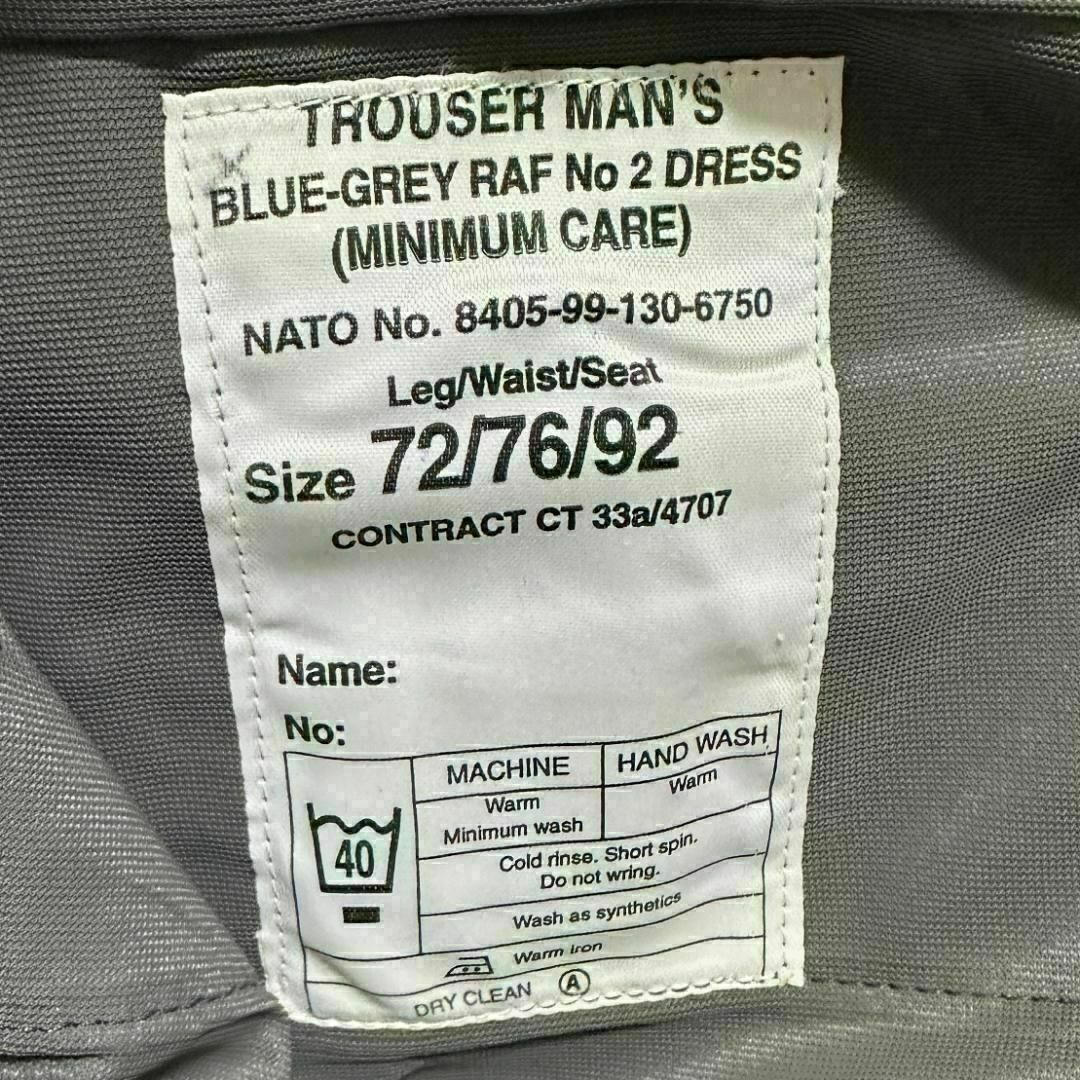 TROUSER MAN'S
BLUE-GREY RAF No 2 DRESS
(MINIMUM CARE)
NATO No. 8405-99-130-6750
Leg/Waist/Seat
Size 72/76/92
CONTRACT CT 33a/4707
Name:
No:
MACHINE
HAND WASH
Warm
Minimum wash
Warm
40
Cold rinse. Short spin.
Do not wring.
Wash as synthetics
Warm iron
DRY CLEAN A